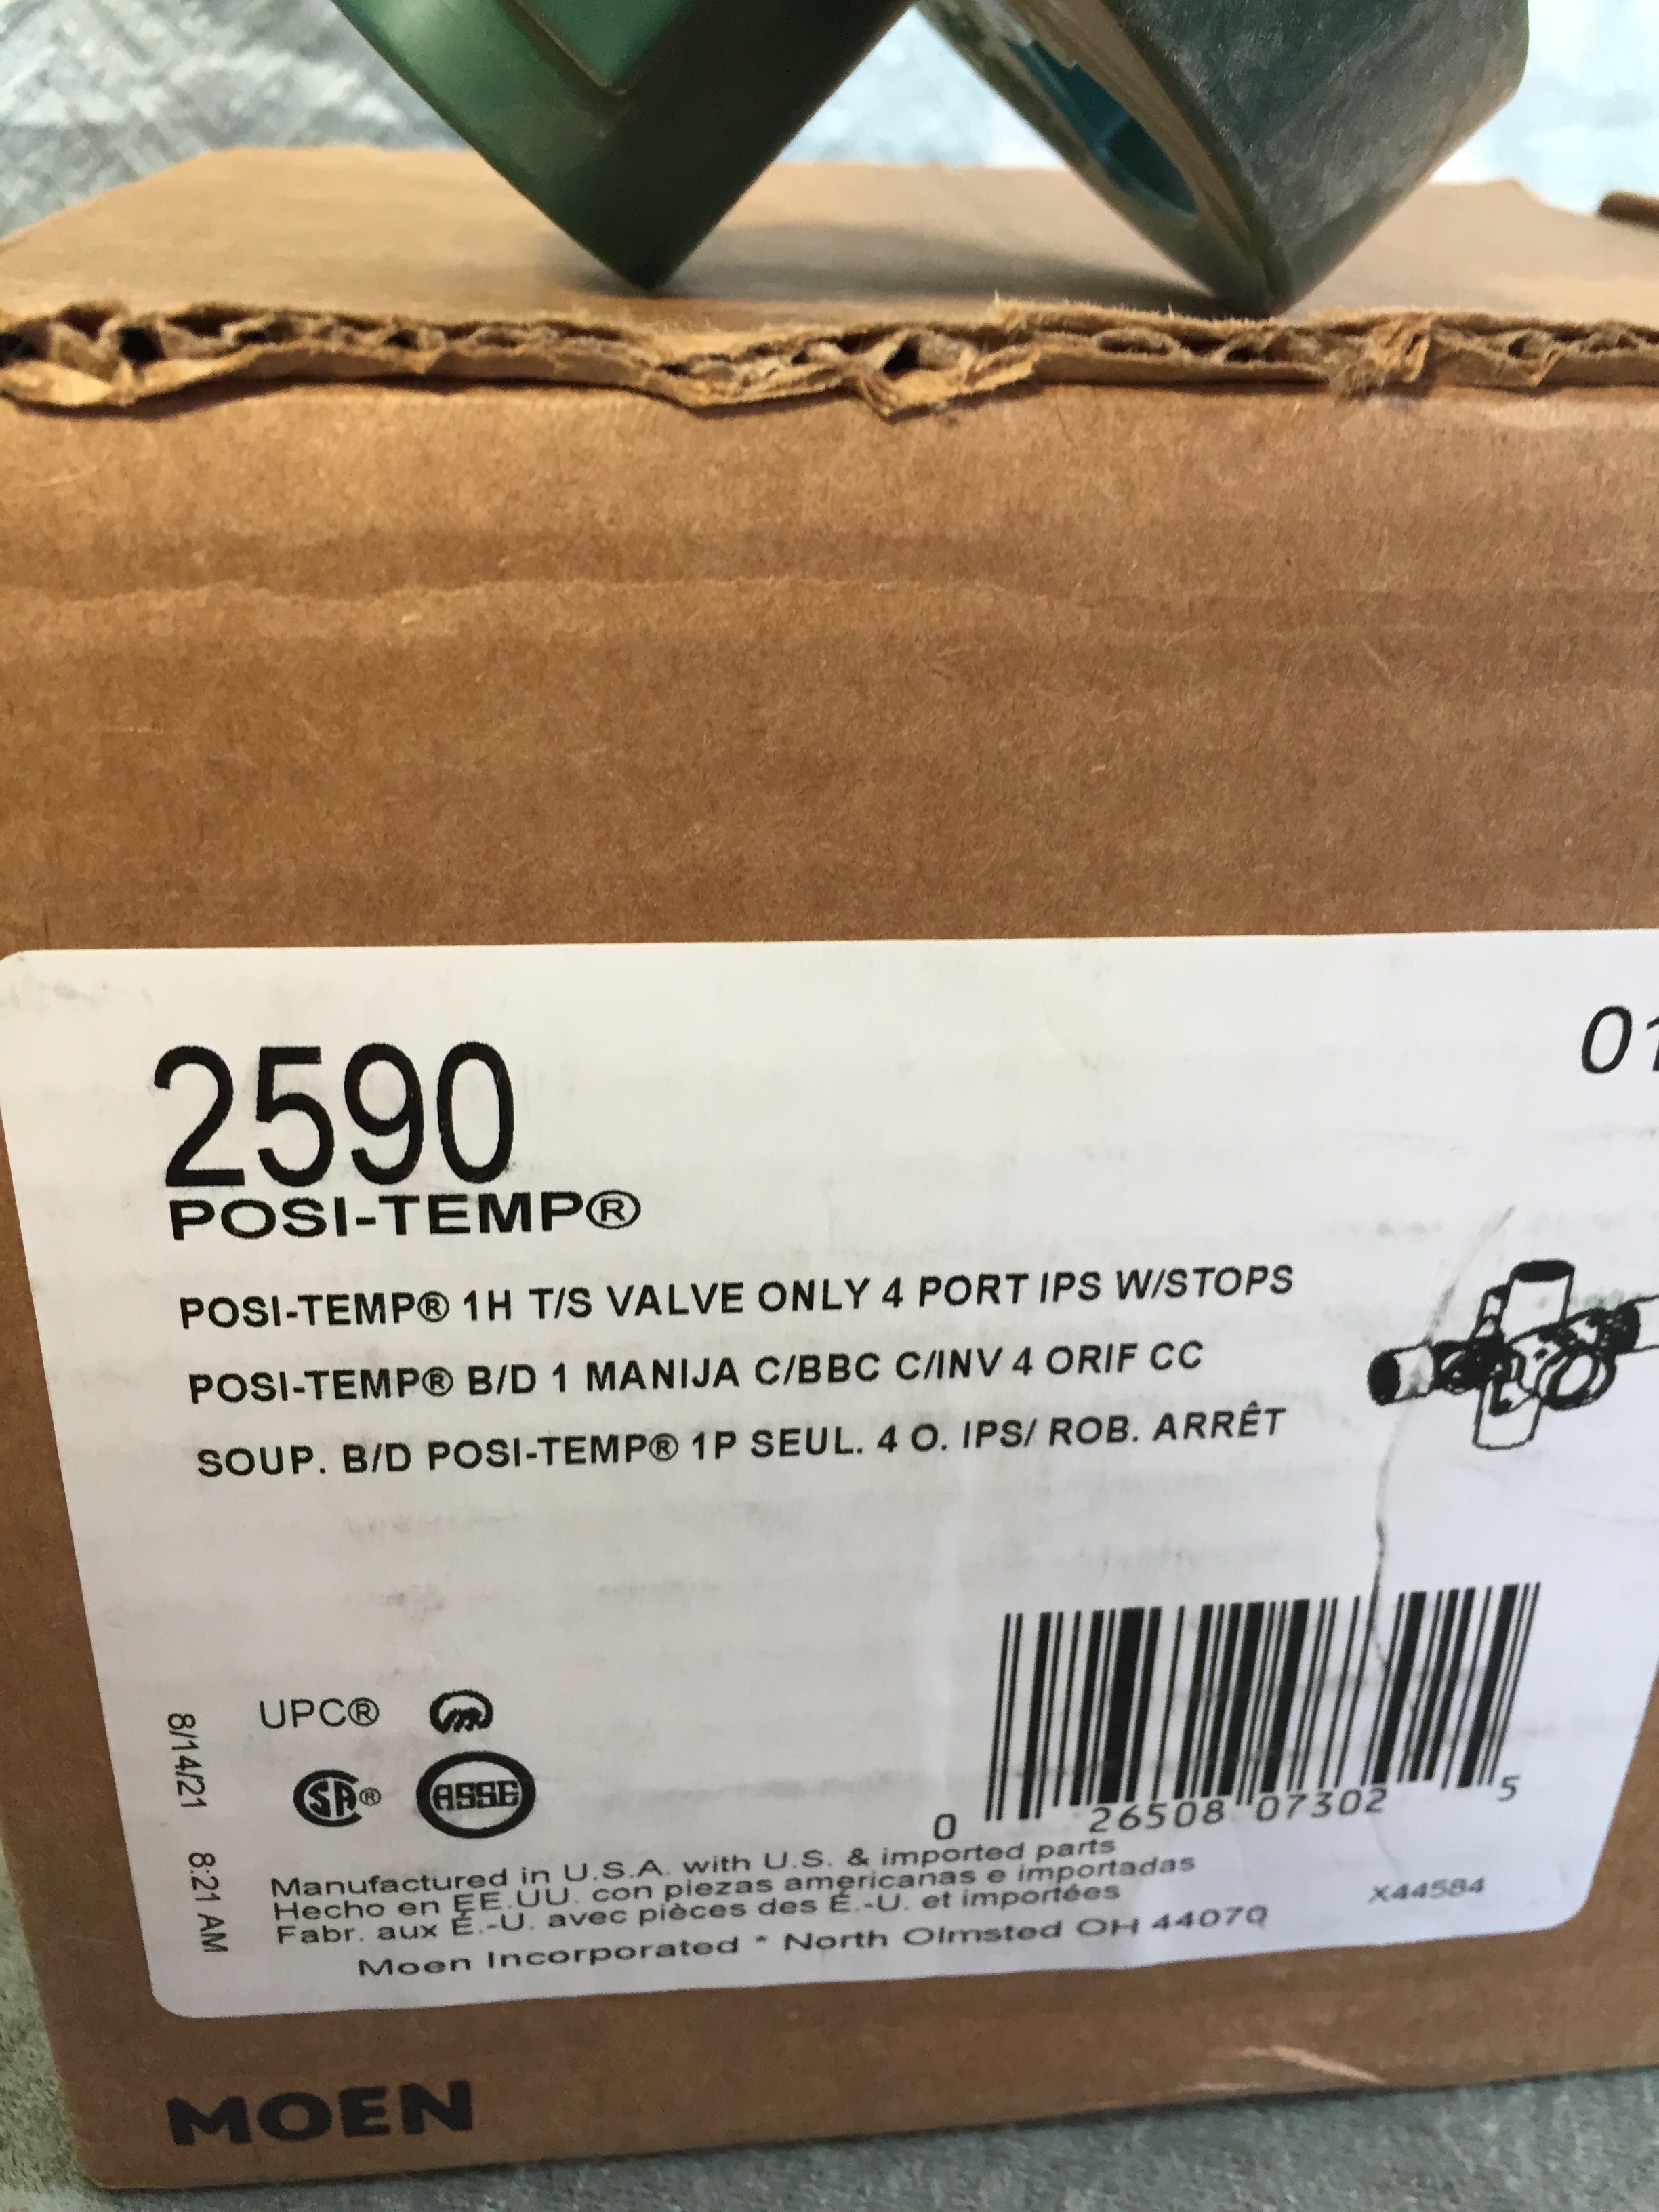 2590
01
POSI-TEMP®
POSI-TEMP® 1H T/S VALVE ONLY 4 PORT IPS W/STOPS
POSI-TEMP® B/D 1 MANIJA C/BBC C/INV 4 ORIF CC
SOUP. B/D POSI-TEMP® 1P SEUL. 4 O. IPS/ ROB. ARRÊT
8/14/21 8:21 AM
UPC®
SA®
ASSE
0 26508 07302 5
Manufactured in U.S.A. with U.S. & imported parts
Hecho en EE.UU. con piezas americanas e importadas
Fabr. aux É.-U. avec pièces des É.-U. et importées
X44584
Moen Incorporated * North Olmsted OH 44070
MOEN